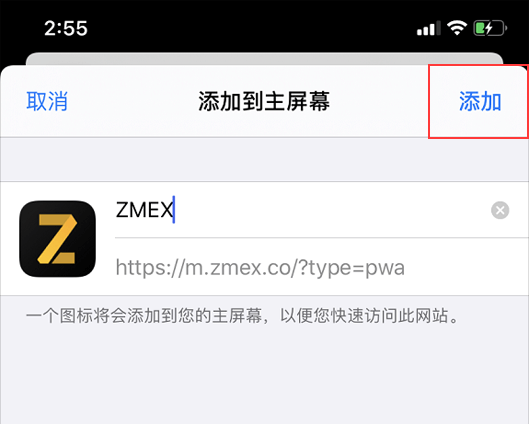 2:55
取消 添加到主屏幕 添加
ZMEX
https://m.zmex.co/?type=pwa
一个图标将会添加到您的主屏幕，以便您快速访问此网站。